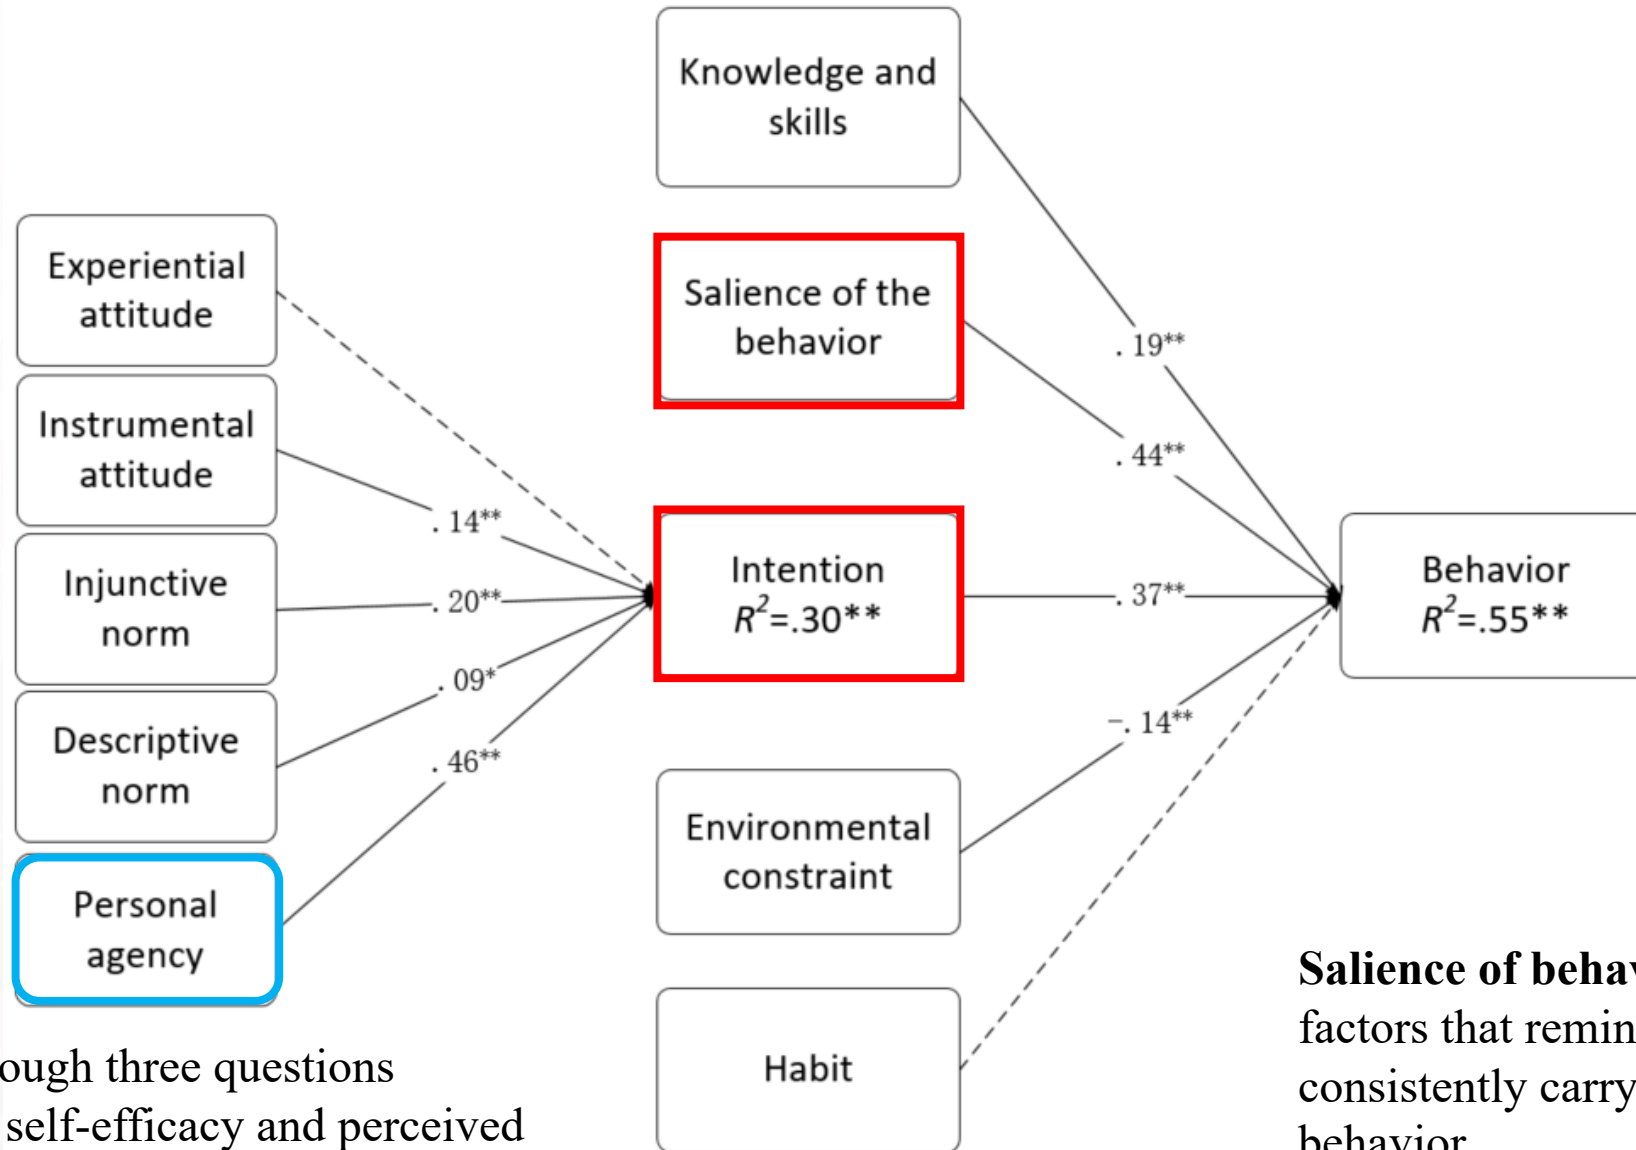 Knowledge and
skills
Experiential
attitude
Salience of the
behavior
.19**
Instrumental
attitude
.44**
.14**
Injunctive
norm
.20**
Intention
R²=.30**
.37**
Behavior
R²=.55**
.09*
Descriptive
norm
.46**
-.14**
Environmental
constraint
Personal
agency
Habit
ough three questions
self-efficacy and perceived
Salience of beha
factors that remin
consistently carry
behavior